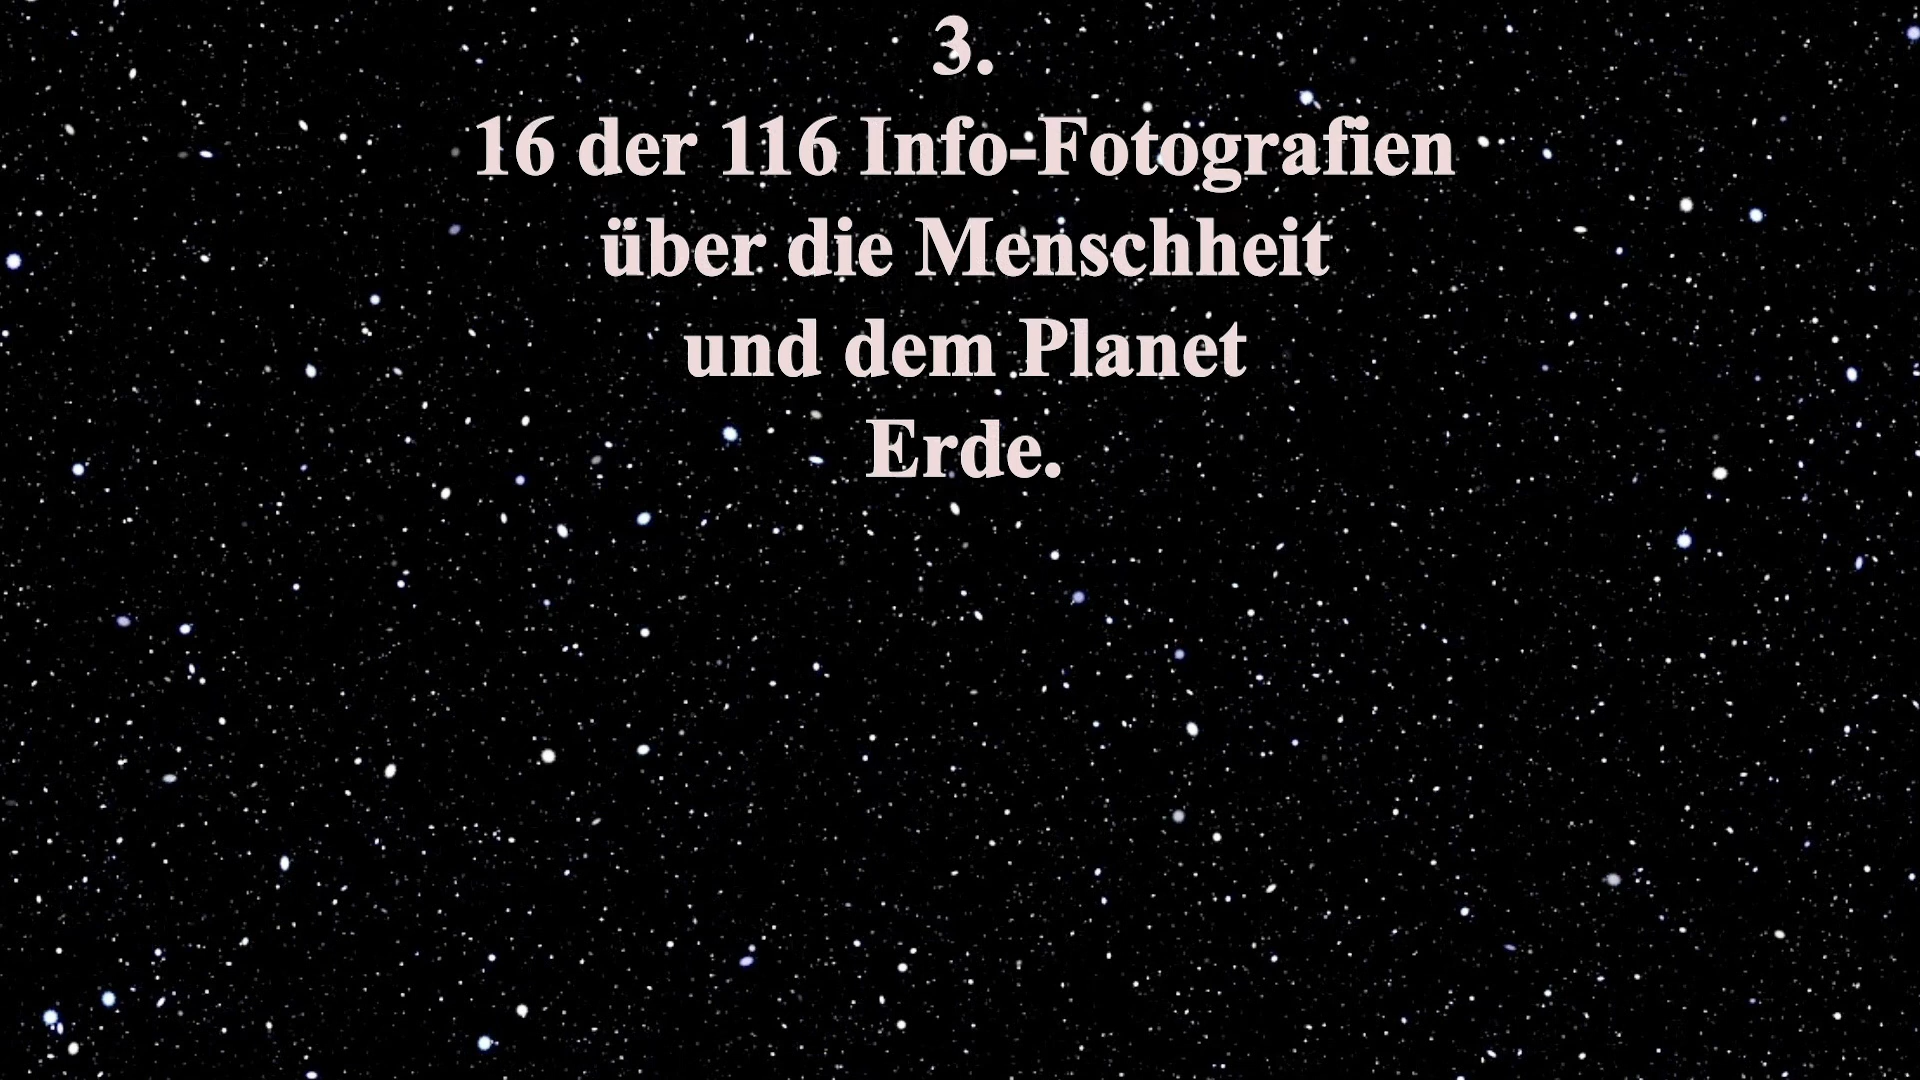 3.
16 der 116 Info-Fotografien
über die Menschheit
und dem Planet
Erde.